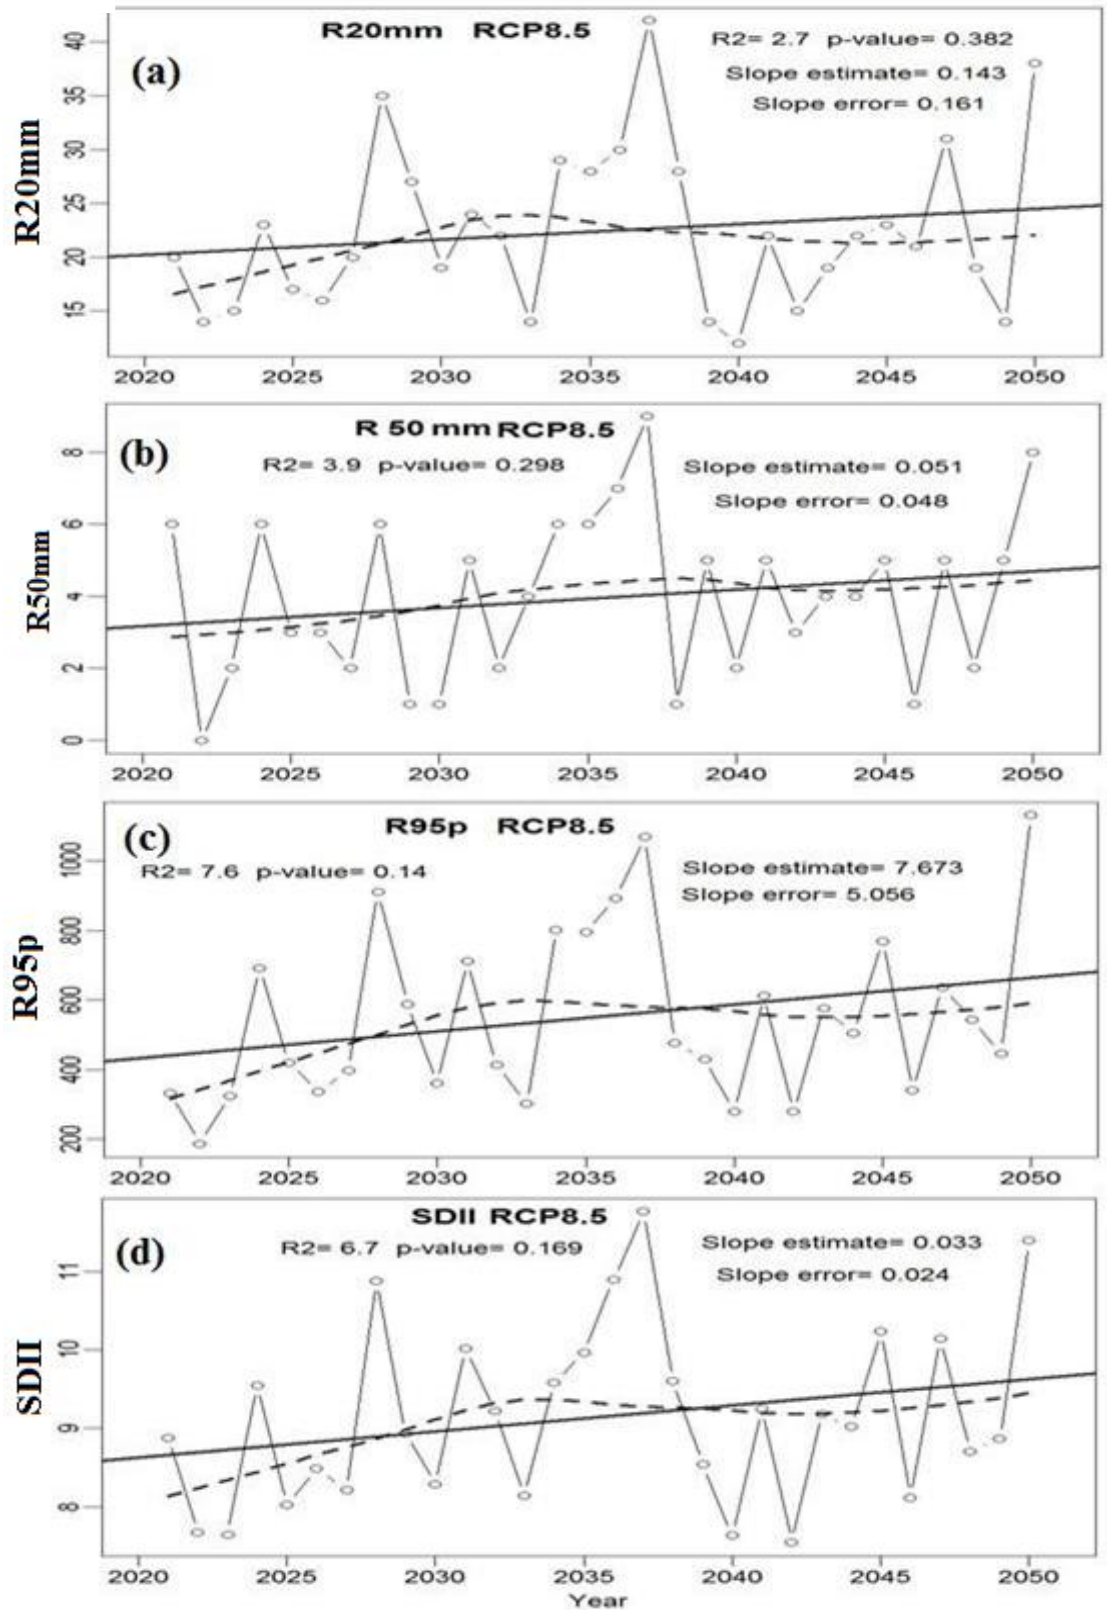 R20mm RCP8.5
(a)
R2= 2.7 p-value= 0.382
Slope estimate= 0.143
Slope error= 0.161
R20mm
40
35
30
25
20
15
2020 2025 2030 2035 2040 2045 2050
R 50 mm RCP8.5
(b)
R2= 3.9 p-value= 0.298
Slope estimate= 0.051
Slope error= 0.048
R50mm
8
6
4
2
0
2020 2025 2030 2035 2040 2045 2050
R95p RCP8.5
(c)
R2= 7.6 p-value= 0.14
Slope estimate= 7.673
Slope error= 5.056
R95p
1000
800
600
400
200
2020 2025 2030 2035 2040 2045 2050
SDII RCP8.5
(d)
R2= 6.7 p-value= 0.169
Slope estimate= 0.033
Slope error= 0.024
SDII
11
10
9
8
2020 2025 2030 2035 2040 2045 2050
Year